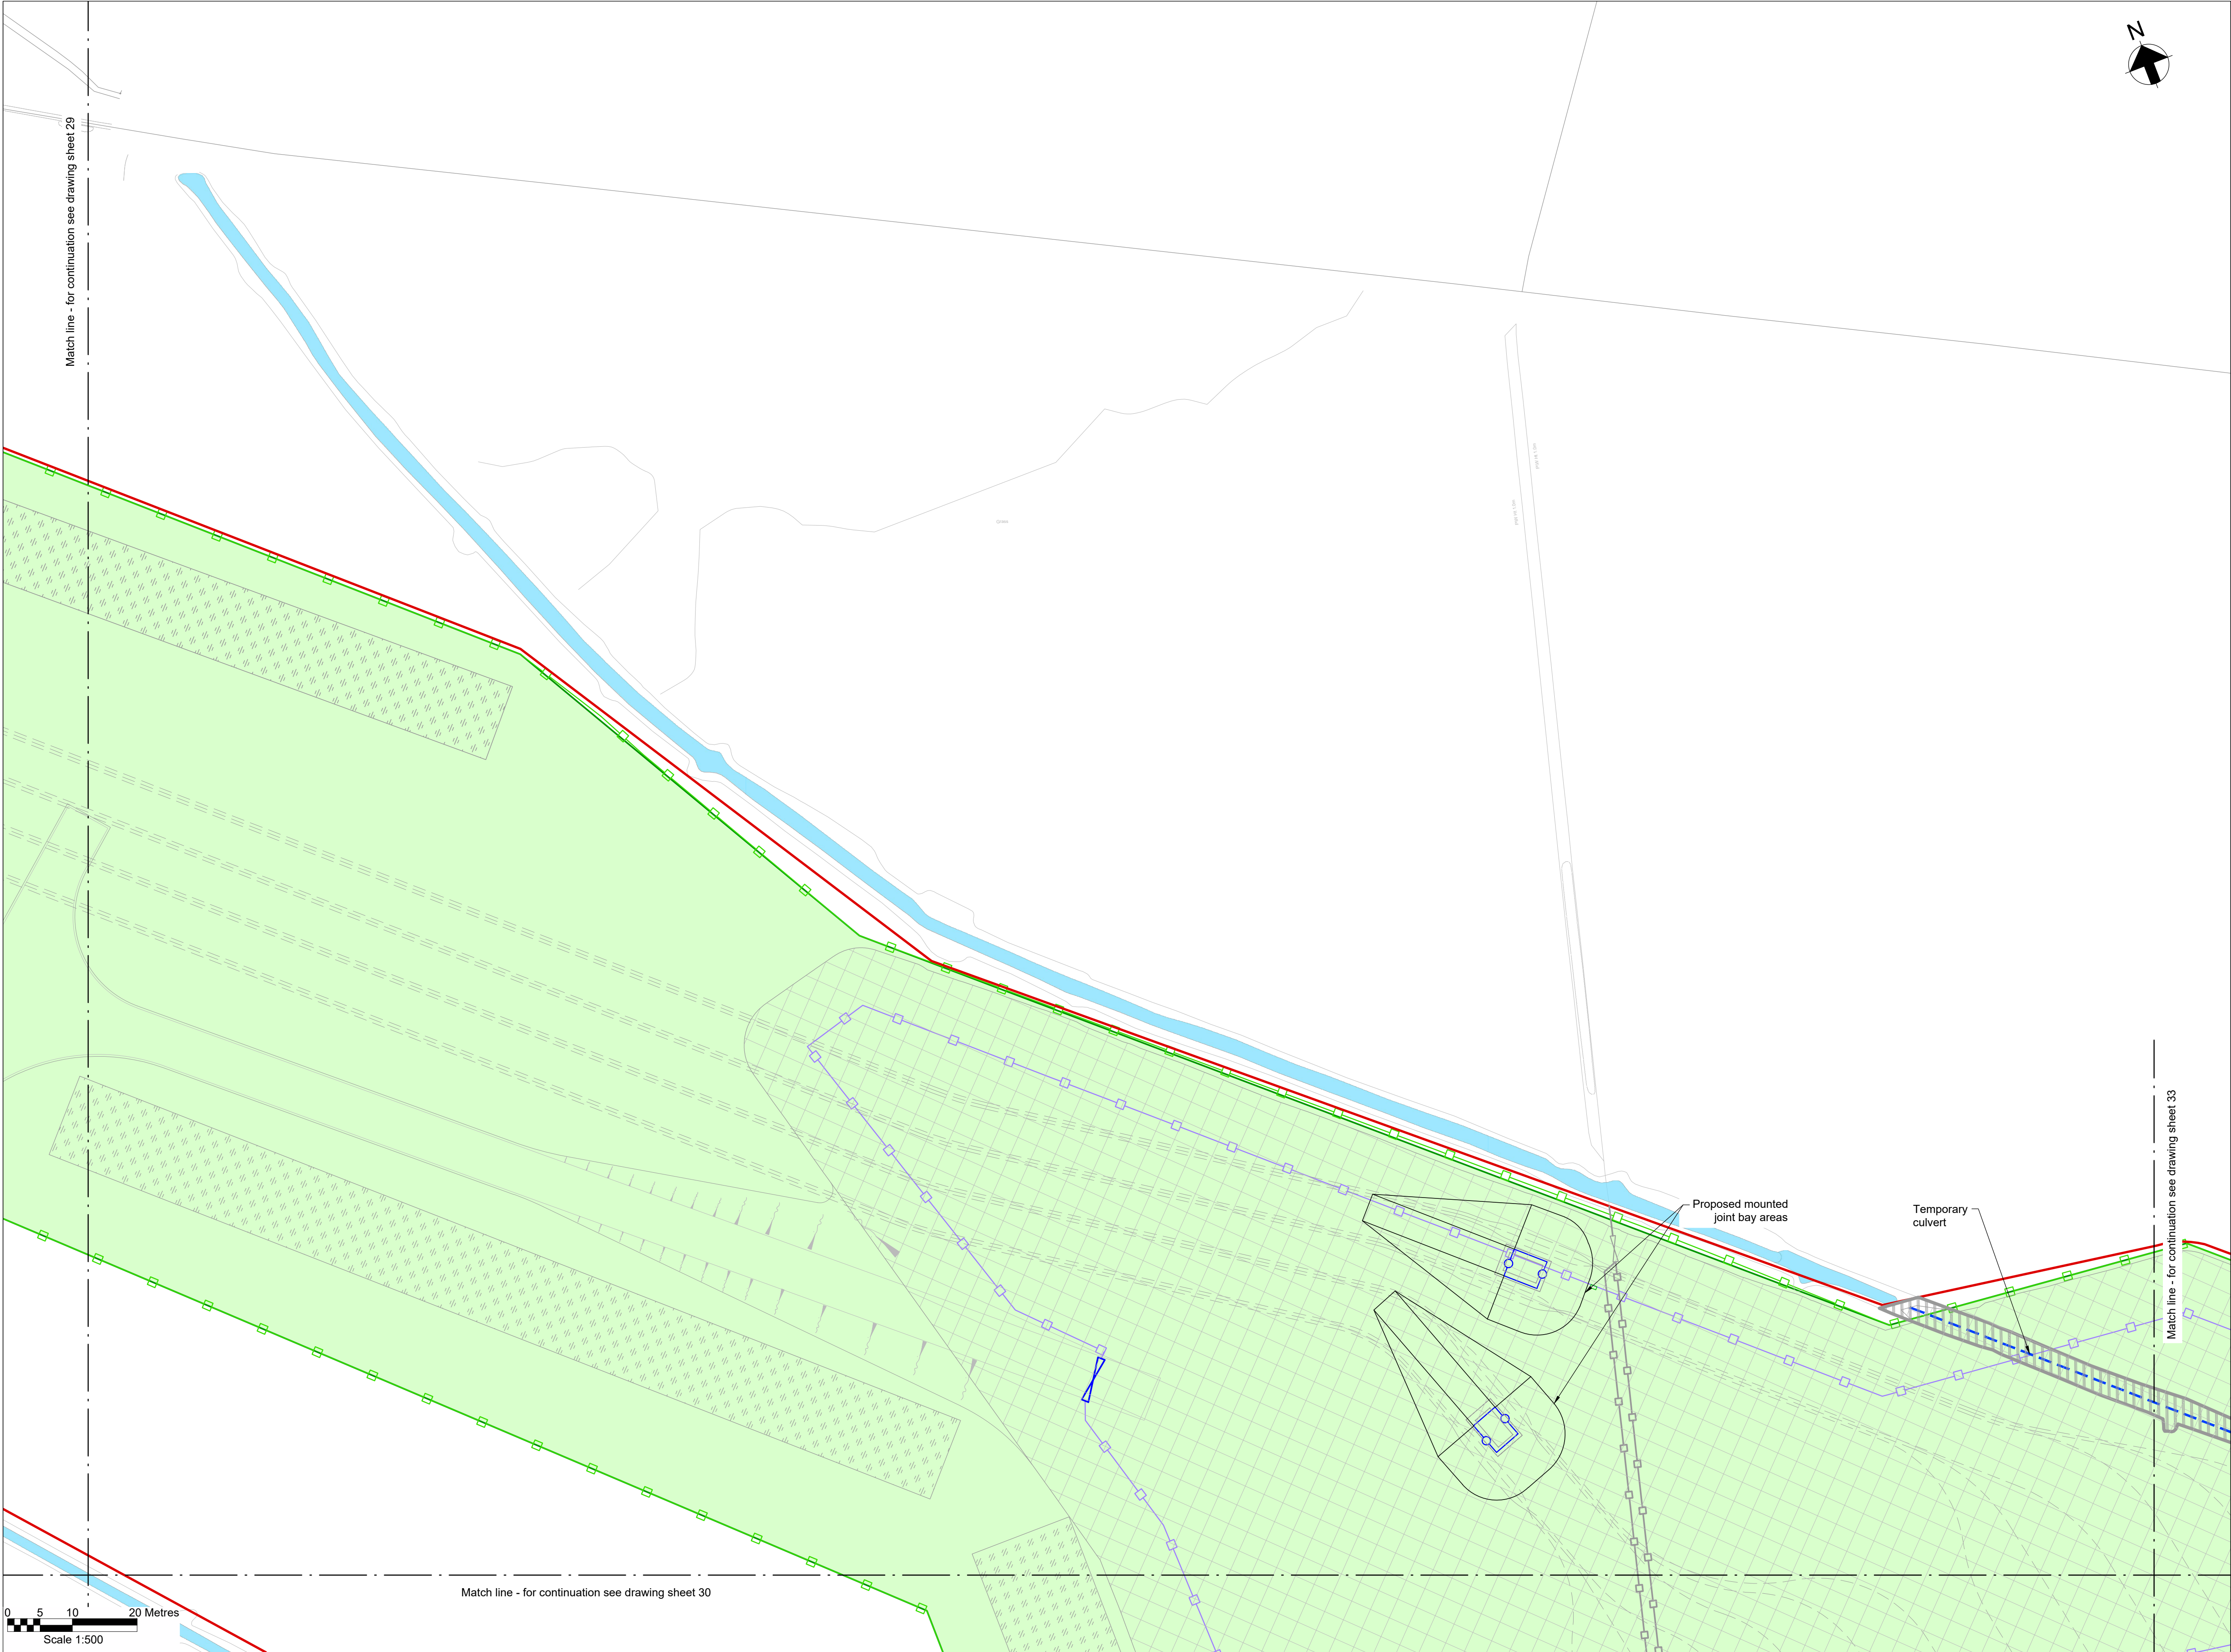 N
Match line - for continuation see drawing sheet 29
Proposed mounted
joint bay areas
Temporary
culvert
Match line - for continuation see drawing sheet 33
Match line - for continuation see drawing sheet 30
0 5 10 20 Metres
Scale 1:500